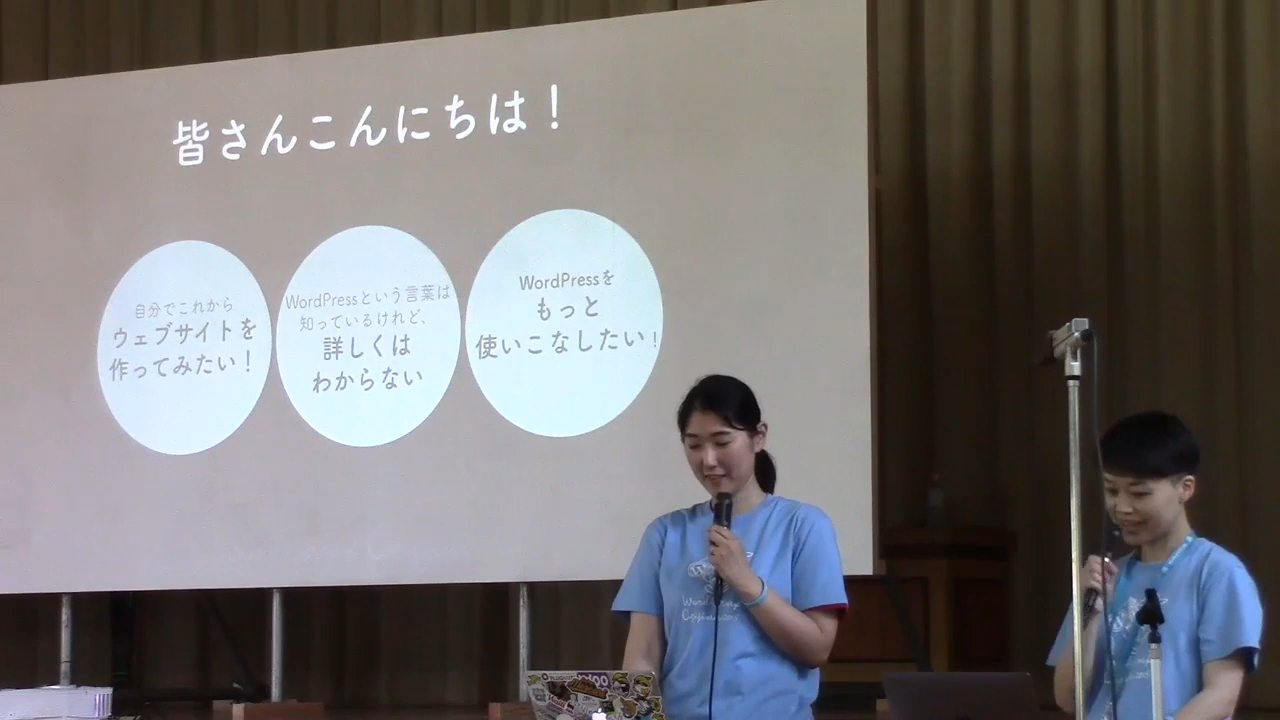 皆さんこんにちは！
自分でこれから
ウェブサイトを
作ってみたい！
WordPressという言葉は
知っているけれど、
詳しくは
わからない
WordPressを
もっと
使いこなしたい！